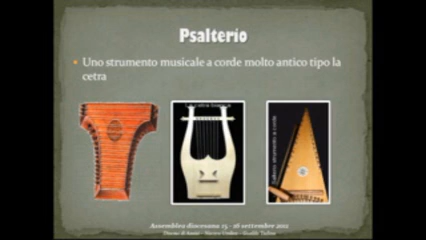 Psalterio
Uno strumento musicale a corde molto antico tipo la
cetra
Assemblea diocesana 15 - 16 settembre 2011